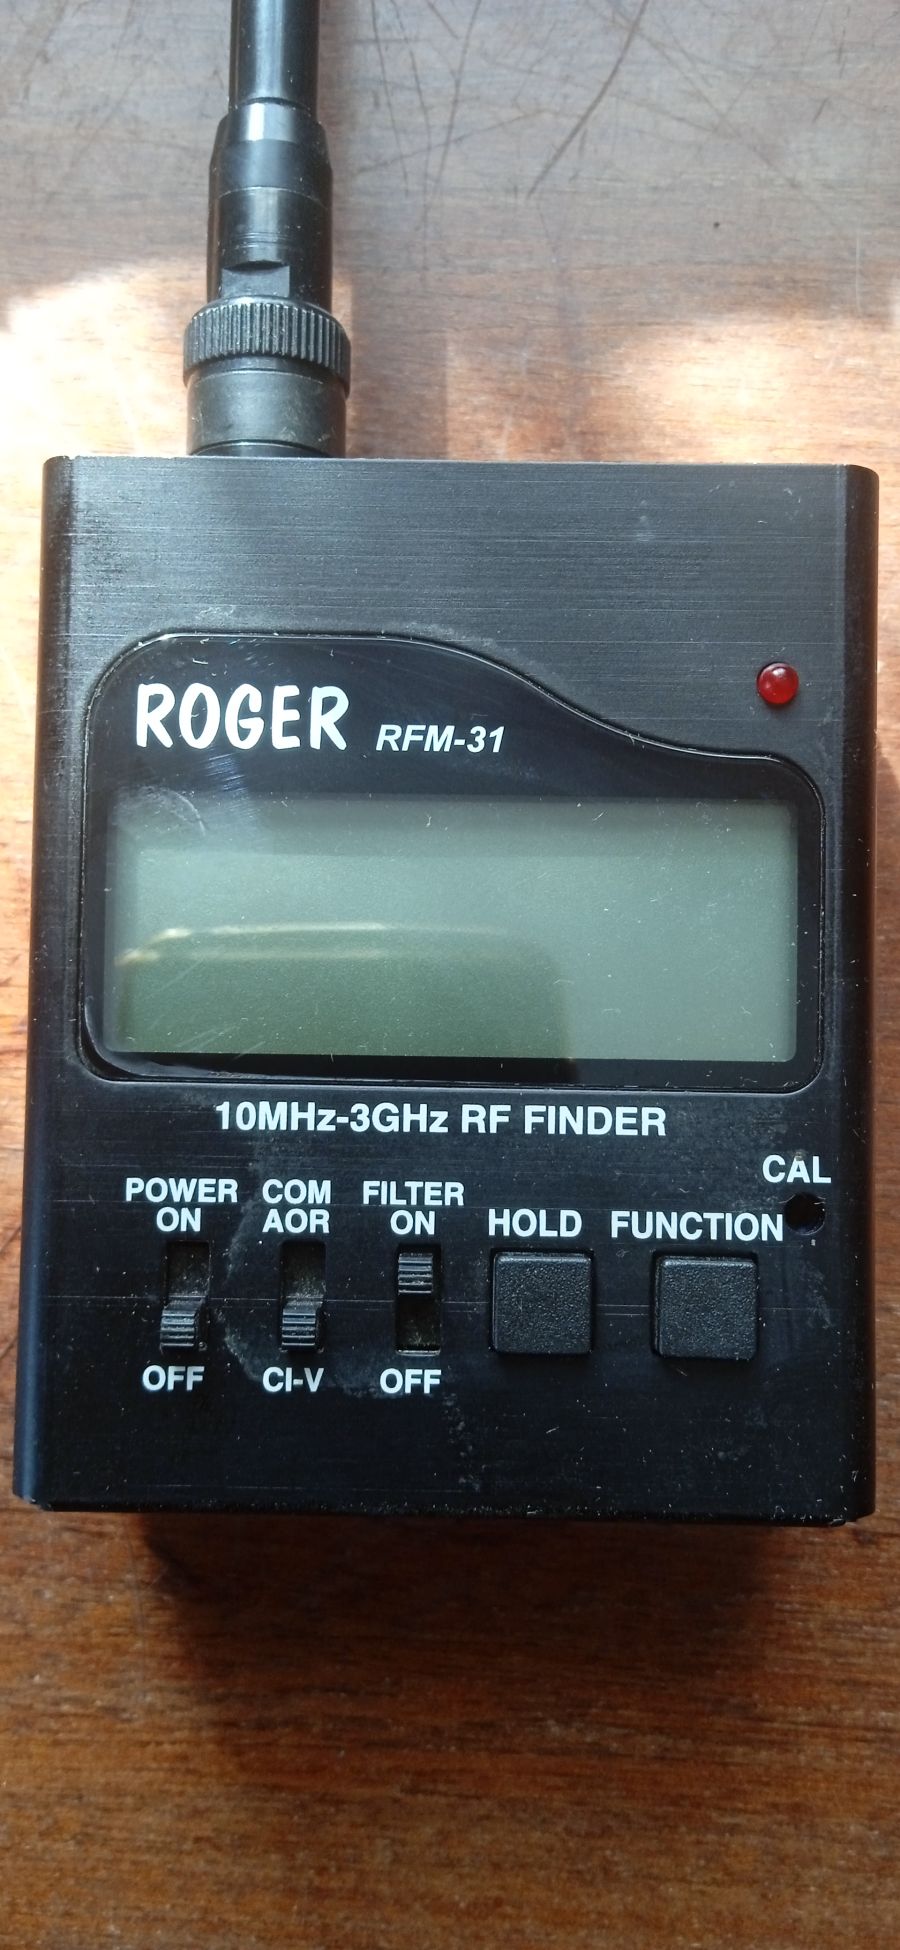 ROGER RFM-31
10MHz-3GHz RF FINDER
CAL
POWER COM FILTER
ON AOR ON HOLD FUNCTION
OFF CI-V OFF